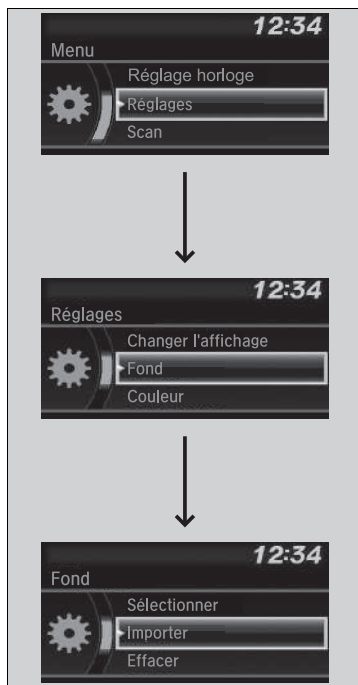 12:34
Menu
Réglage horloge
Réglages
Scan
12:34
Réglages
Changer l'affichage
Fond
Couleur
12:34
Fond
Sélectionner
Importer
Effacer